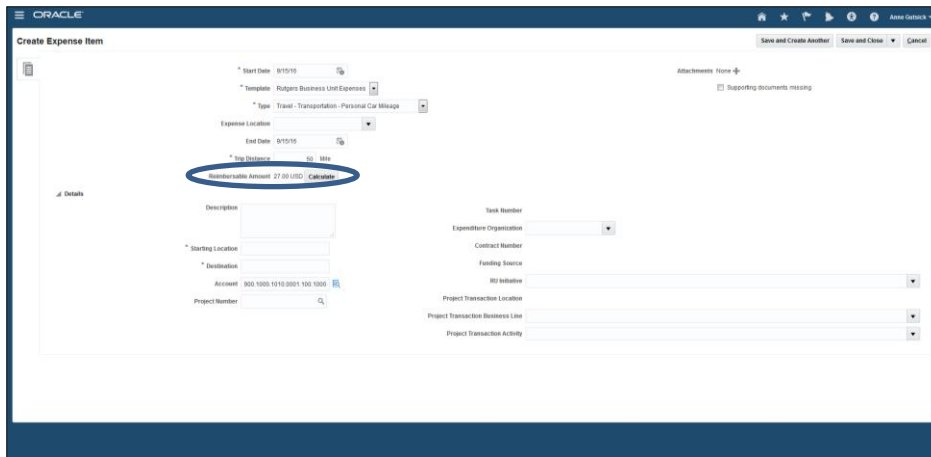 ORACLE
Anne Gutsick
Create Expense Item
Save and Create Another Save and Close Cancel
* Start Date 9/15/16
* Template Rutgers Business Unit Expenses
* Type Travel - Transportation - Personal Car Mileage
Expense Location
End Date 9/15/16
* Trip Distance 50 Mile
Reimbursable Amount 27.00 USD Calculate
Attachments None
Supporting documents missing
Details
Description
* Starting Location
* Destination
Account 900.1000.1010.0001.100.1000
Project Number
Task Number
Expenditure Organization
Contract Number
Funding Source
RU Initiative
Project Transaction Location
Project Transaction Business Line
Project Transaction Activity